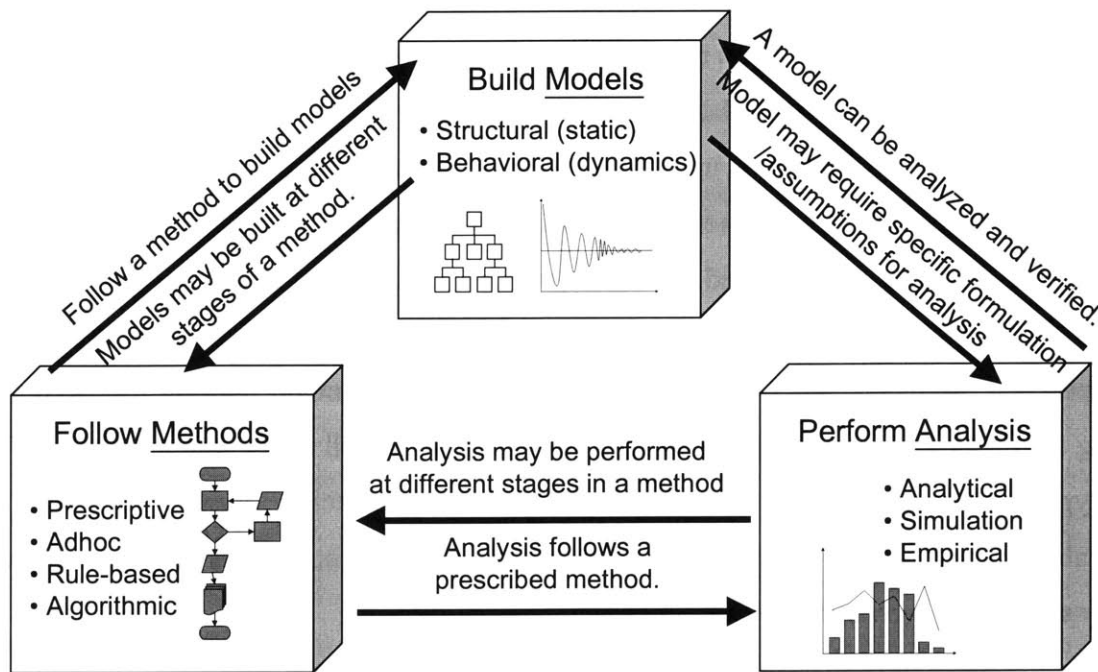 Build Models
• Structural (static)
• Behavioral (dynamics)
Follow a method to build models
Models may be built at different
stages of a method.
A model can be analyzed and verified.
Model may require specific formulation
/assumptions for analysis
Follow Methods
• Prescriptive
• Adhoc
• Rule-based
• Algorithmic
Analysis may be performed
at different stages in a method
Analysis follows a
prescribed method.
Perform Analysis
• Analytical
• Simulation
• Empirical